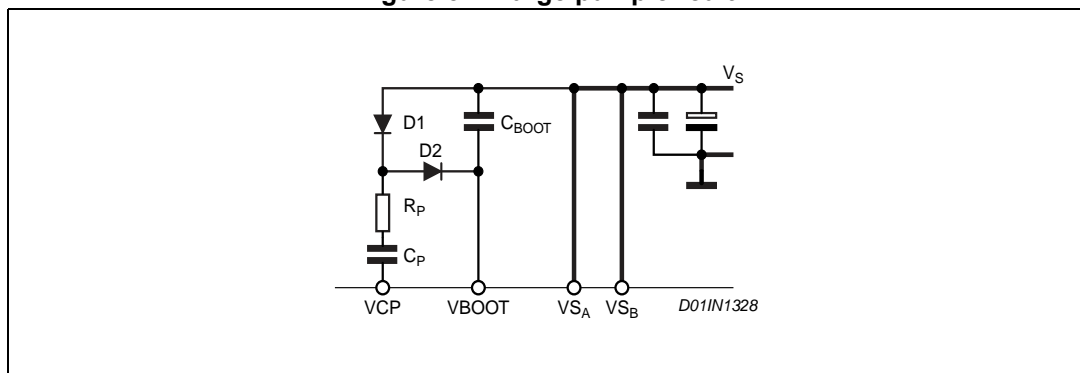 V_S
D1
C_BOOT
D2
R_P
C_P
VCP VBOOT VS_A VS_B D01IN1328